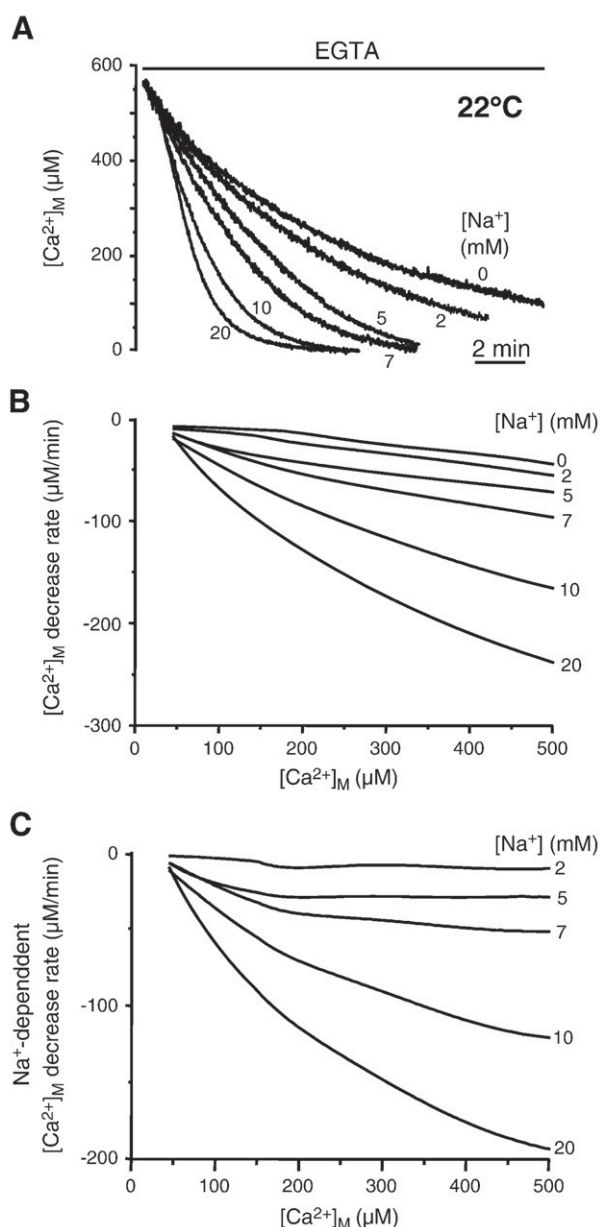 A
EGTA
600
22°C
400
[Ca²⁺]M (µM)
[Na⁺]
(mM)
200
0
10
5
2
20
7
0
2 min
B
0
[Na⁺] (mM)
0
2
5
7
-100
10
-200
20
-300
[Ca²⁺]M decrease rate (µM/min)
100
200
300
400
500
[Ca²⁺]M (µM)
C
[Na⁺] (mM)
0
2
5
7
-100
10
20
-200
Na⁺-dependdent
[Ca²⁺]M decrease rate (µM/min)
0
100
200
300
400
500
[Ca²⁺]M (µM)